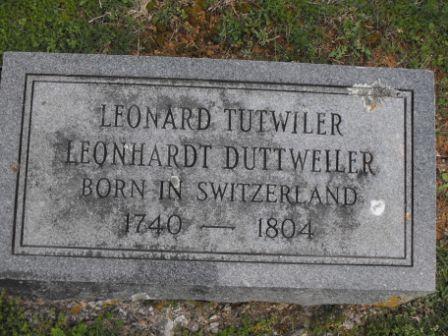 LEONARD TUTWILER
LEONHARDT DUTTWEILER
BORN IN SWITZERLAND
1740 — 1804